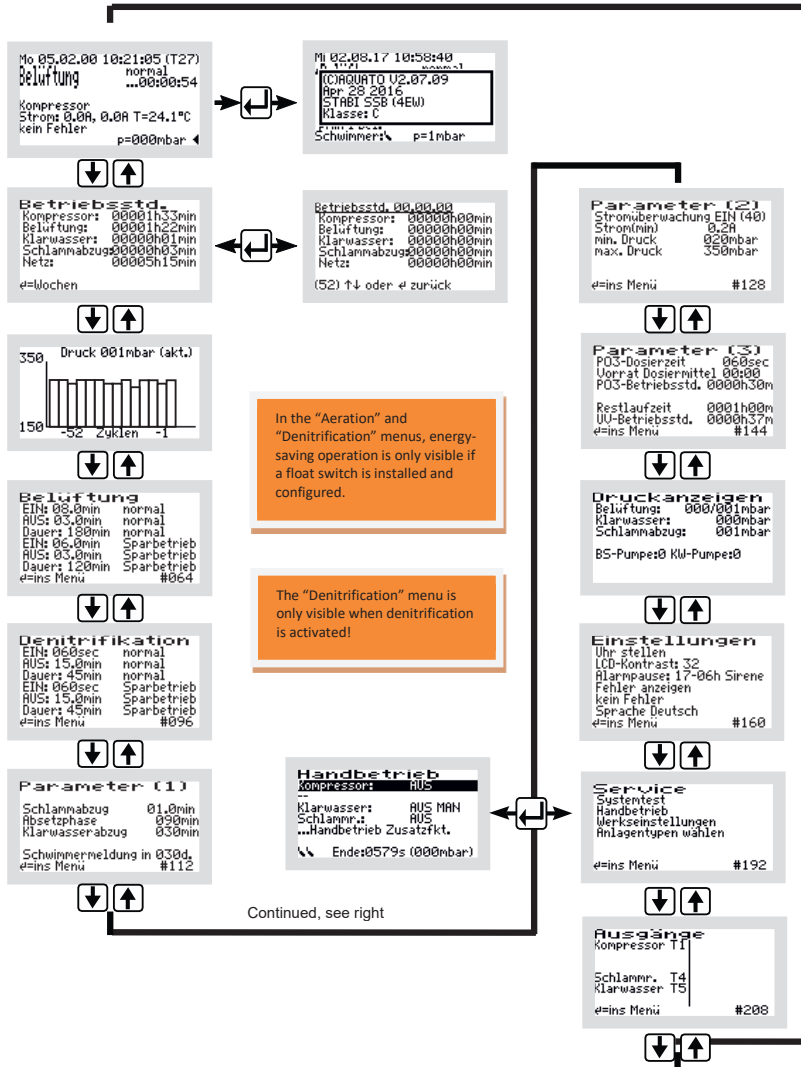 Mo 05.02.00 10:21:05 (T27)
Belüftung normal
...00:00:54
Kompressor
Strom: 0.0A, 0.0A T=24.1°C
kein Fehler
p=000mbar
Mi 02.08.17 10:58:40
(C)AQUATO V2.07.09
Apr 28 2016
STABI SSB (4EW)
Klasse: C
Schwimmer: p=1mbar
Betriebsstd.
Kompressor: 00001h33min
Belüftung: 00001h22min
Klarwasser: 00000h01min
Schlammabzug:00000h03min
Netz: 00005h15min
↵=Wochen
Betriebsstd. 00.00.00
Kompressor: 00000h00min
Belüftung: 00000h00min
Klarwasser: 00000h00min
Schlammabzug:00000h00min
Netz: 00000h00min
(52) ↑↓ oder ↵ zurück
350 Druck 001mbar (akt.)
150 -52 Zyklen -1
In the “Aeration” and
“Denitrification” menus, energy-
saving operation is only visible if
a float switch is installed and
configured.
Belüftung
EIN: 08.0min normal
AUS: 03.0min normal
Dauer: 180min normal
EIN: 06.0min Sparbetrieb
AUS: 03.0min Sparbetrieb
Dauer: 120min Sparbetrieb
↵=ins Menü #064
The “Denitrification” menu is
only visible when denitrification
is activated!
Denitrifikation
EIN: 060sec normal
AUS: 15.0min normal
Dauer: 45min normal
EIN: 060sec Sparbetrieb
AUS: 15.0min Sparbetrieb
Dauer: 45min Sparbetrieb
↵=ins Menü #096
Parameter (1)
Schlammabzug 01.0min
Absetzphase 090min
Klarwasserabzug 030min
Schwimmermeldung in 030d.
↵=ins Menü #112
Handbetrieb
Kompressor: AUS
--
Klarwasser: AUS MAN
Schlammr.: AUS
...Handbetrieb Zusatzfkt.
Ende:0579s (000mbar)
Continued, see right
Parameter (2)
Stromüberwachung EIN (40)
Strom(min) 0.2A
min. Druck 020mbar
max. Druck 350mbar
↵=ins Menü #128
Parameter (3)
PO3-Dosierzeit 060sec
Vorrat Dosiermittel 00:00
PO3-Betriebsstd. 0000h30m
Restlaufzeit 0001h00m
UV-Betriebsstd. 0000h37m
↵=ins Menü #144
Druckanzeigen
Belüftung: 000/001mbar
Klarwasser: 000mbar
Schlammabzug: 001mbar
BS-Pumpe:0 KW-Pumpe:0
Einstellungen
Uhr stellen
LCD-Kontrast: 32
Alarmpause: 17-06h Sirene
Fehler anzeigen
kein Fehler
Sprache Deutsch
↵=ins Menü #160
Service
Systemtest
Handbetrieb
Werkseinstellungen
Anlagentypen wählen
↵=ins Menü #192
Ausgänge
Kompressor T1
Schlammr. T4
Klarwasser T5
↵=ins Menü #208